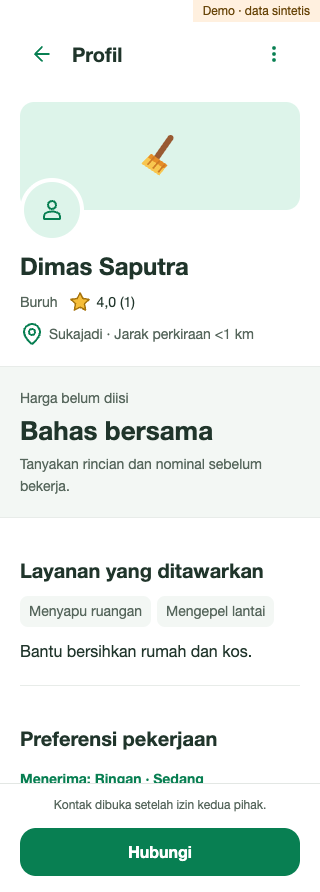 Demo · data sintetis
Profil
Dimas Saputra
Buruh 4,0 (1)
Sukajadi · Jarak perkiraan <1 km
Harga belum diisi
Bahas bersama
Tanyakan rincian dan nominal sebelum
bekerja.
Layanan yang ditawarkan
Menyapu ruangan Mengepel lantai
Bantu bersihkan rumah dan kos.
Preferensi pekerjaan
Menerima: Ringan · Sedang
Kontak dibuka setelah izin kedua pihak.
Hubungi